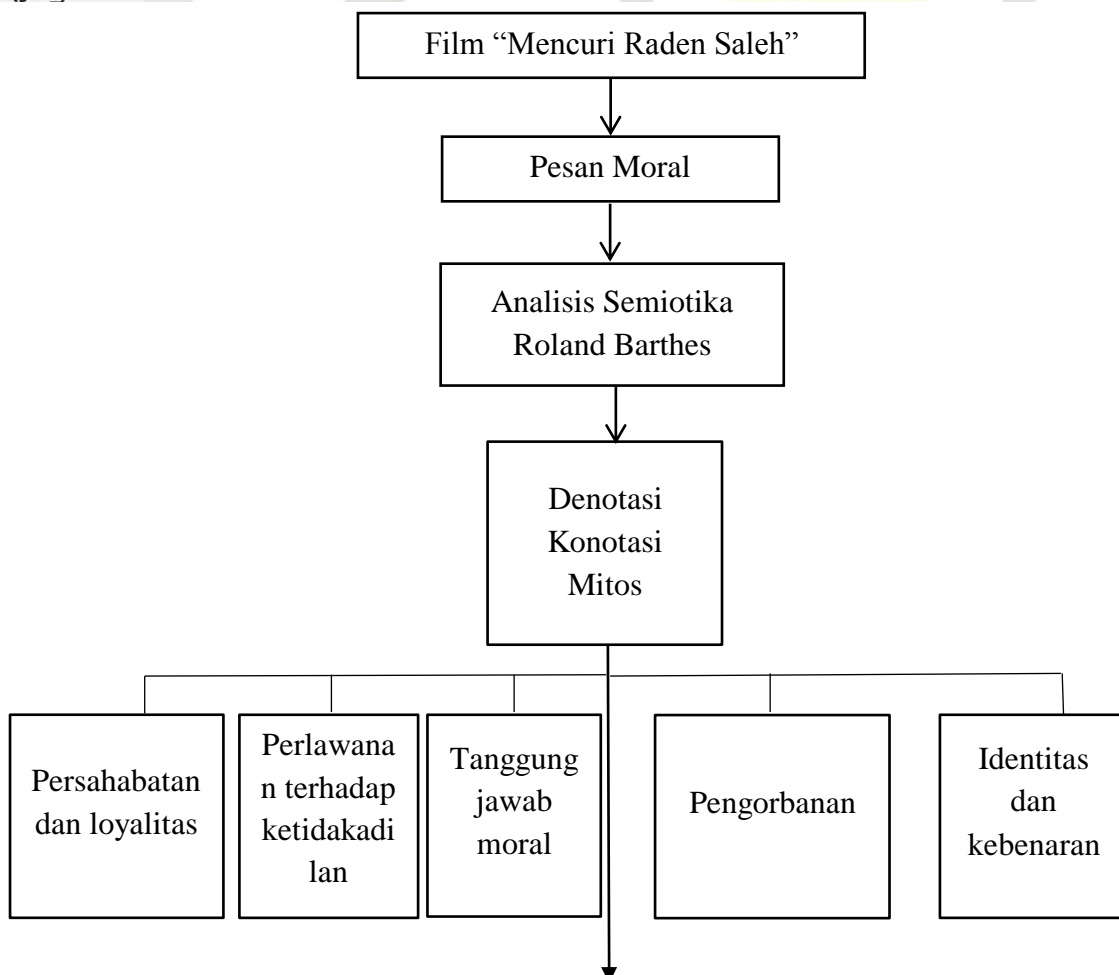 Film “Mencuri Raden Saleh”
Pesan Moral
Analisis Semiotika
Roland Barthes
Denotasi
Konotasi
Mitos
Persahabatan
dan loyalitas
Perlawana
n terhadap
ketidakadi
lan
Tanggung
jawab
moral
Pengorbanan
Identitas
dan
kebenaran